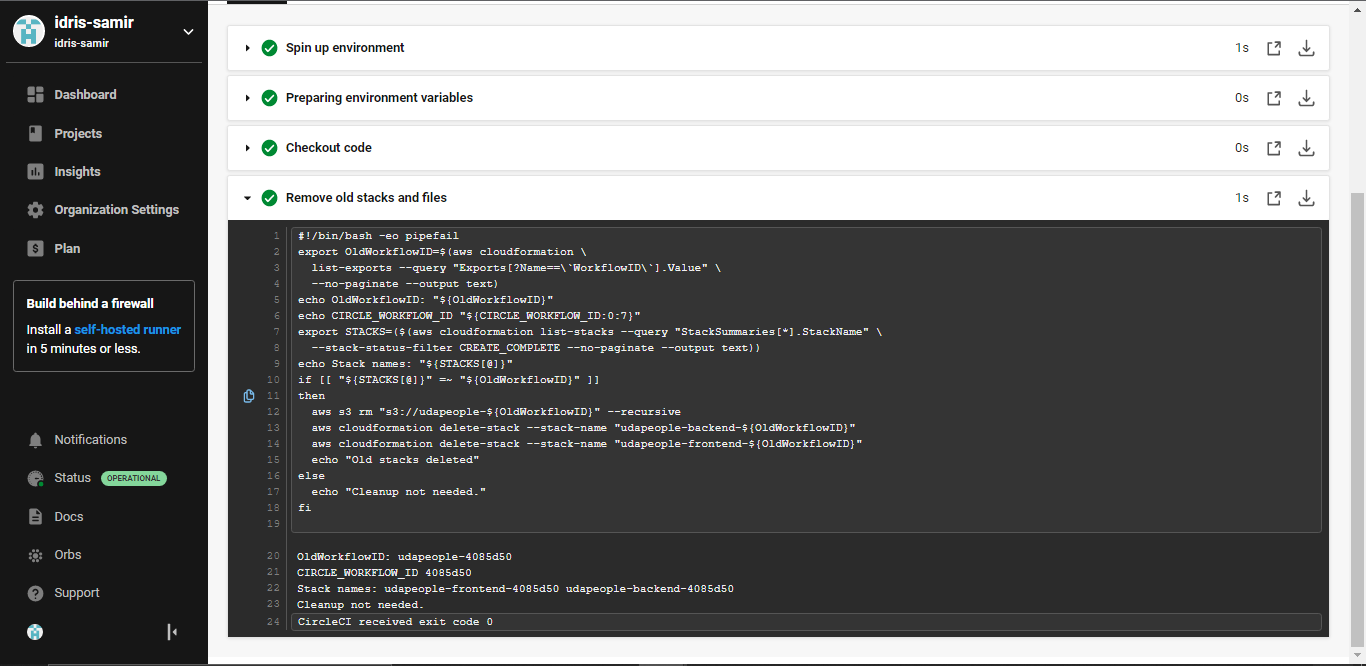 idris-samir
idris-samir
Dashboard
Projects
Insights
Organization Settings
Plan
Build behind a firewall
Install a self-hosted runner
in 5 minutes or less.
Notifications
Status OPERATIONAL
Docs
Orbs
Support
Spin up environment 1s
Preparing environment variables 0s
Checkout code 0s
Remove old stacks and files 1s
1 #!/bin/bash -eo pipefail
2 export OldWorkflowID=$(aws cloudformation \
3   list-exports --query "Exports[?Name==\`WorkflowID\`].Value" \
4   --no-paginate --output text)
5 echo OldWorkflowID: "${OldWorkflowID}"
6 echo CIRCLE_WORKFLOW_ID "${CIRCLE_WORKFLOW_ID:0:7}"
7 export STACKS=($(aws cloudformation list-stacks --query "StackSummaries[*].StackName" \
8   --stack-status-filter CREATE_COMPLETE --no-paginate --output text))
9 echo Stack names: "${STACKS[@]}"
10 if [[ "${STACKS[@]}" =~ "${OldWorkflowID}" ]]
11 then
12   aws s3 rm "s3://udapeople-${OldWorkflowID}" --recursive
13   aws cloudformation delete-stack --stack-name "udapeople-backend-${OldWorkflowID}"
14   aws cloudformation delete-stack --stack-name "udapeople-frontend-${OldWorkflowID}"
15   echo "Old stacks deleted"
16 else
17   echo "Cleanup not needed."
18 fi
19
20 OldWorkflowID: udapeople-4085d50
21 CIRCLE_WORKFLOW_ID 4085d50
22 Stack names: udapeople-frontend-4085d50 udapeople-backend-4085d50
23 Cleanup not needed.
24 CircleCI received exit code 0